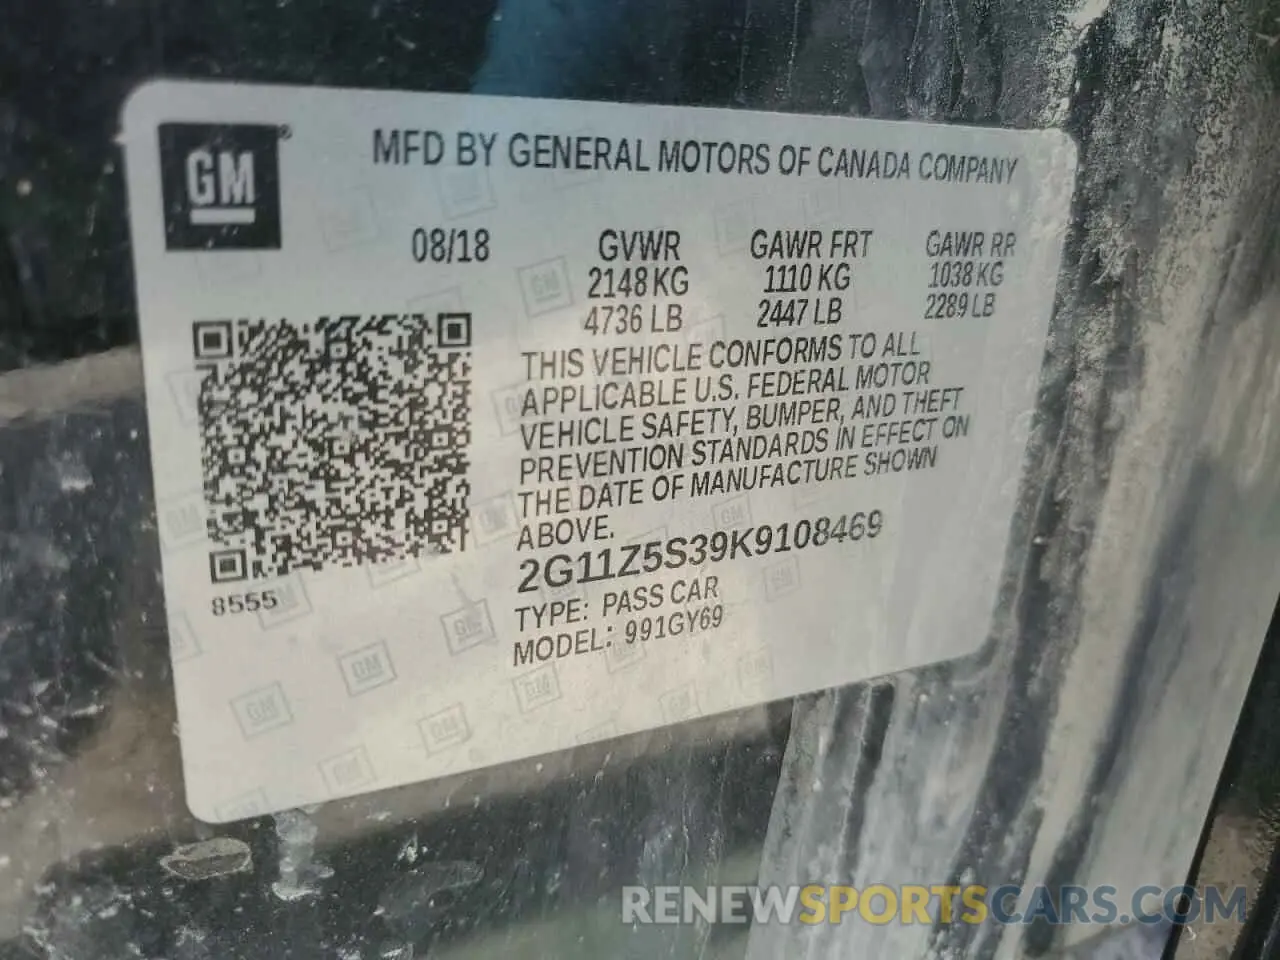 GM®
MFD BY GENERAL MOTORS OF CANADA COMPANY
08/18 GVWR GAWR FRT GAWR RR
2148 KG 1110 KG 1038 KG
4736 LB 2447 LB 2289 LB
THIS VEHICLE CONFORMS TO ALL
APPLICABLE U.S. FEDERAL MOTOR
VEHICLE SAFETY, BUMPER, AND THEFT
PREVENTION STANDARDS IN EFFECT ON
THE DATE OF MANUFACTURE SHOWN
ABOVE.
2G11Z5S39K9108469
TYPE: PASS CAR
MODEL: 991GY69
8555
RENEWSPORTSCARS.COM